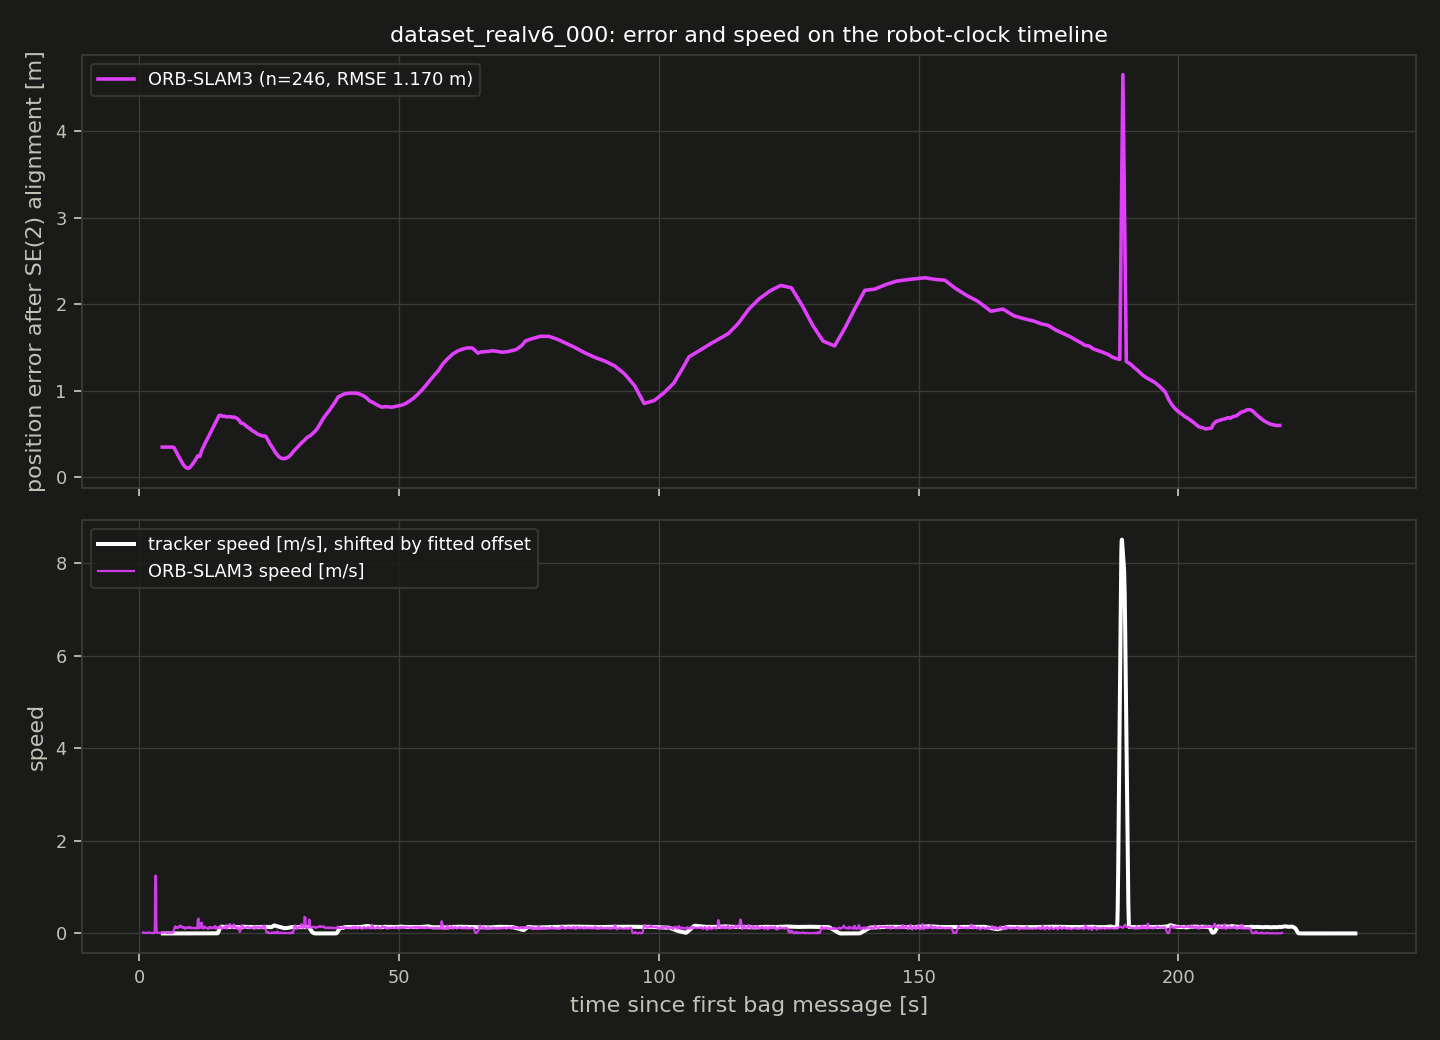 dataset_realv6_000: error and speed on the robot-clock timeline
position error after SE(2) alignment [m]
ORB-SLAM3 (n=246, RMSE 1.170 m)
4
3
2
1
0
speed
tracker speed [m/s], shifted by fitted offset
ORB-SLAM3 speed [m/s]
8
6
4
2
0
0 50 100 150 200
time since first bag message [s]